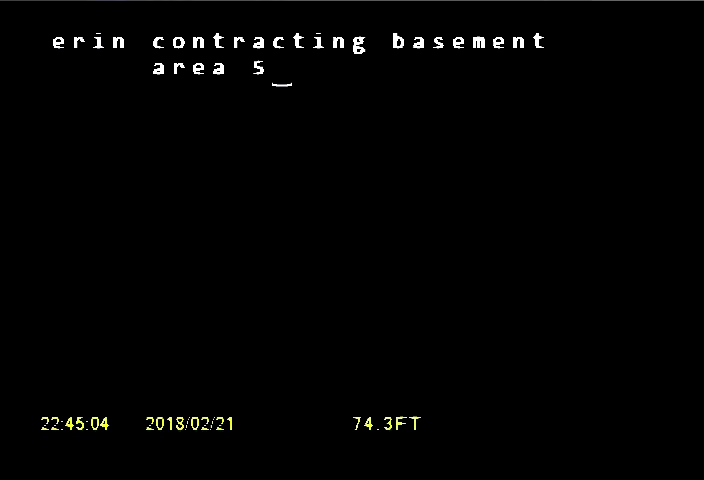 erin contracting basement
area 5_
22:45:04 2018/02/21 74.3FT